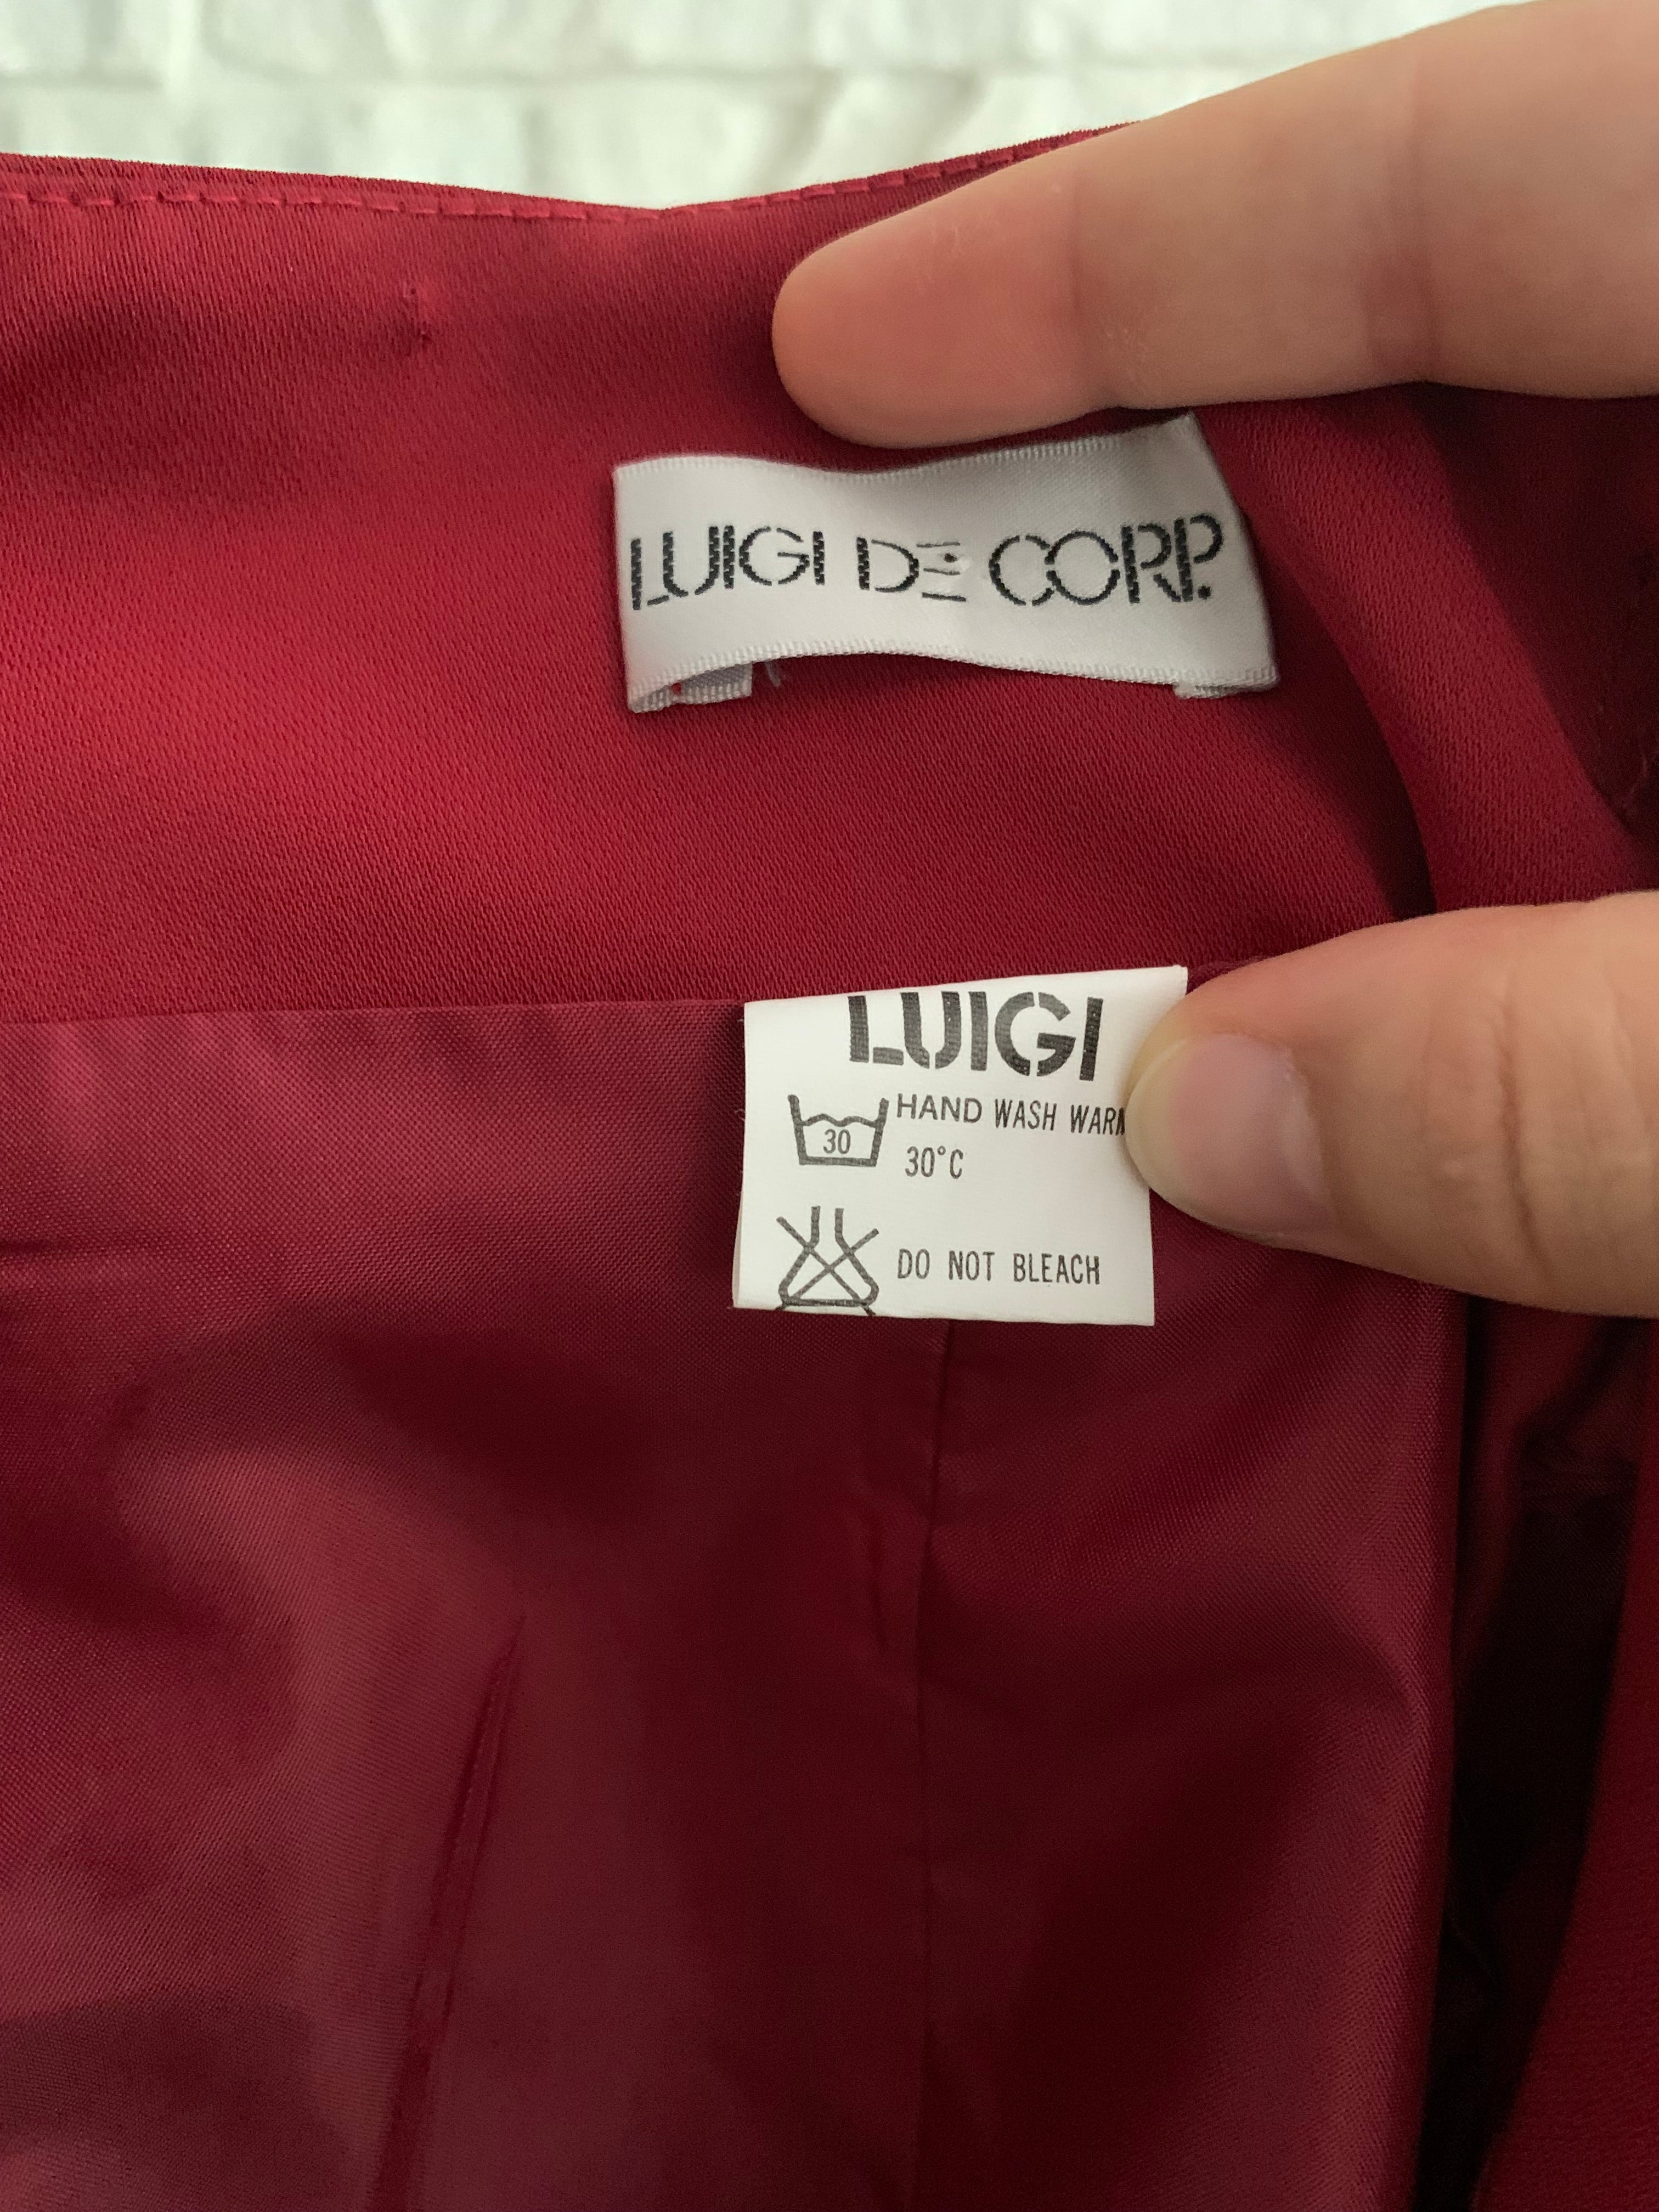 LUIGI DE CORP.
LUIGI
HAND WASH WARM
30 30°C
DO NOT BLEACH